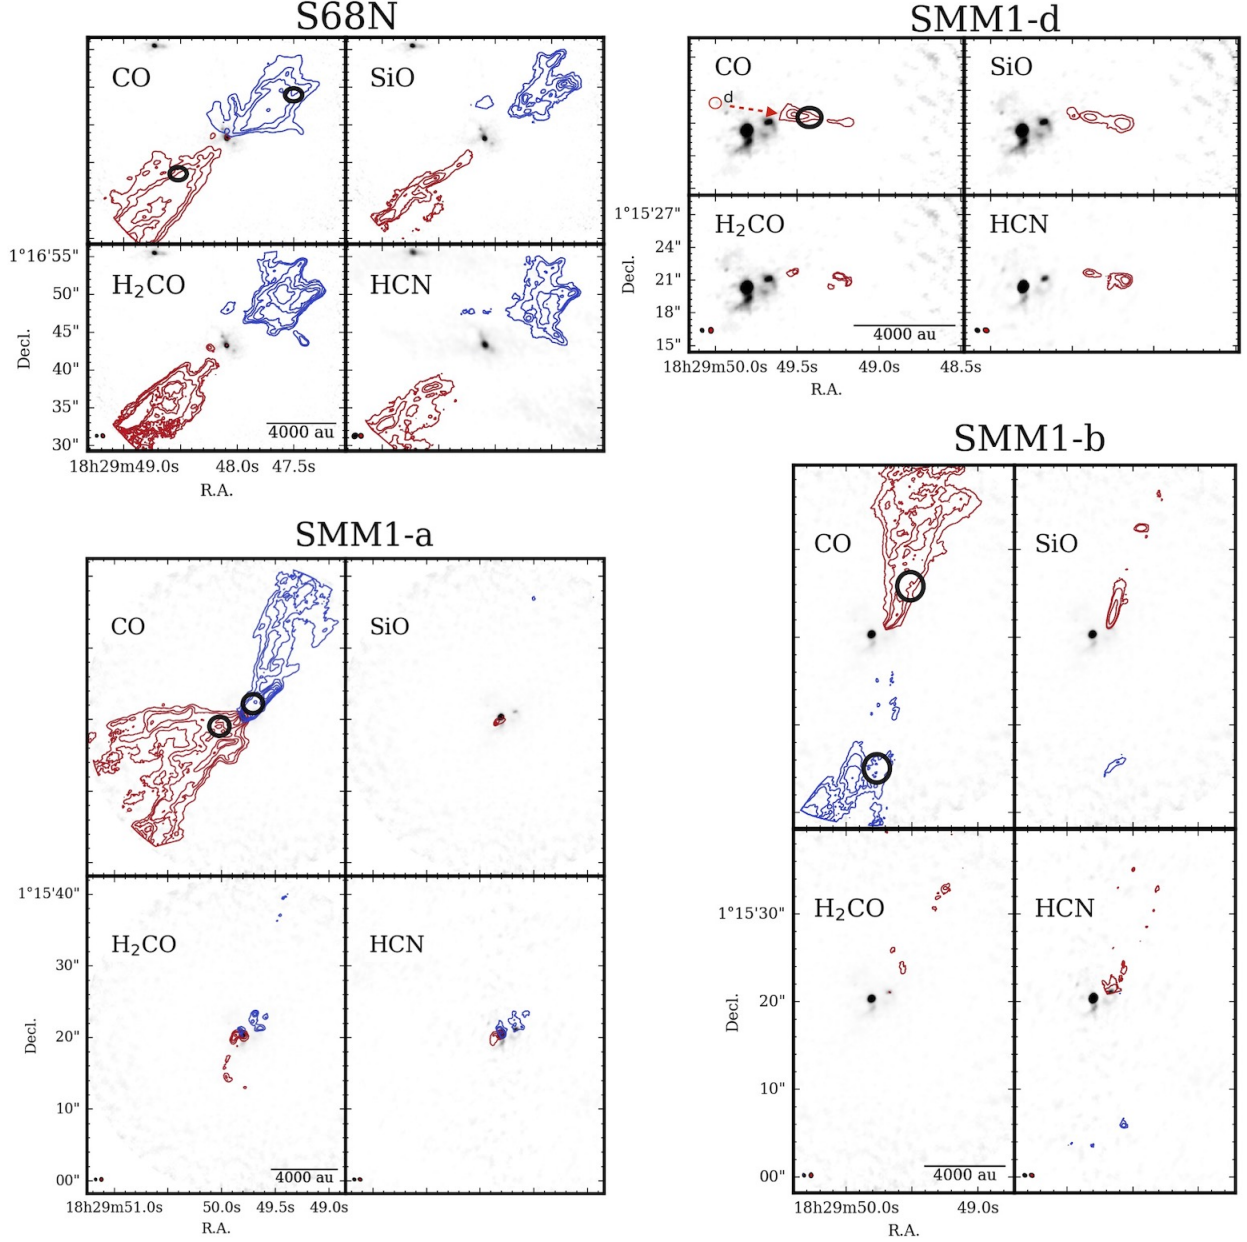 S68N
CO
SiO
H₂CO
HCN
1°16'55"
50"
45"
40"
35"
30"
Decl.
4000 au
18h29m49.0s
48.0s
47.5s
R.A.
SMM1-d
CO
d
SiO
H₂CO
HCN
1°15'27"
24"
21"
18"
15"
Decl.
4000 au
18h29m50.0s
49.5s
49.0s
48.5s
R.A.
SMM1-a
CO
SiO
H₂CO
HCN
1°15'40"
30"
20"
10"
00"
Decl.
4000 au
18h29m51.0s
50.0s
49.5s
49.0s
R.A.
SMM1-b
CO
SiO
H₂CO
HCN
1°15'30"
20"
10"
00"
Decl.
4000 au
18h29m50.0s
49.0s
R.A.